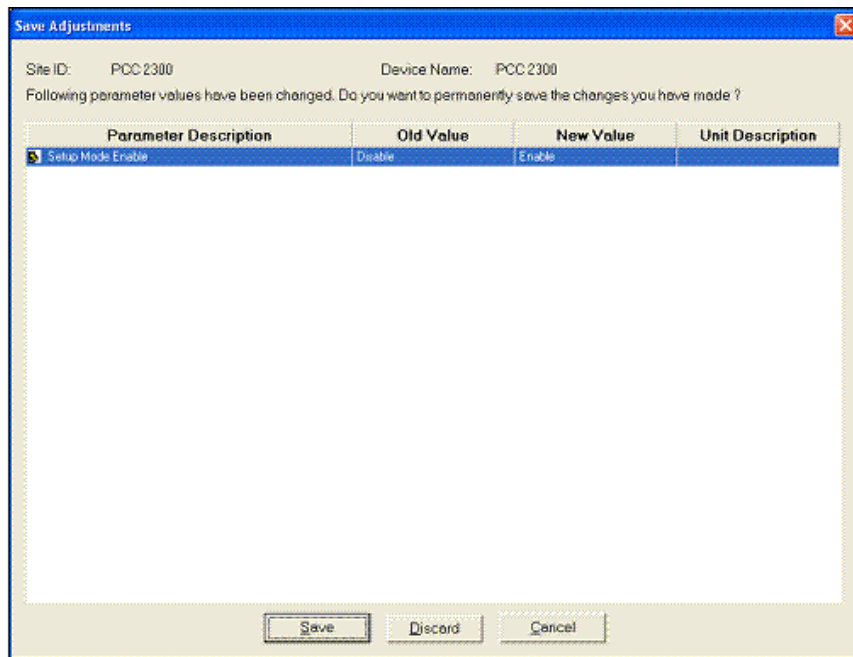 Save Adjustments
Site ID: PCC 2300 Device Name: PCC 2300
Following parameter values have been changed. Do you want to permanently save the changes you have made ?
Parameter Description Old Value New Value Unit Description
Setup Mode Enable Disable Enable
Save Discard Cancel